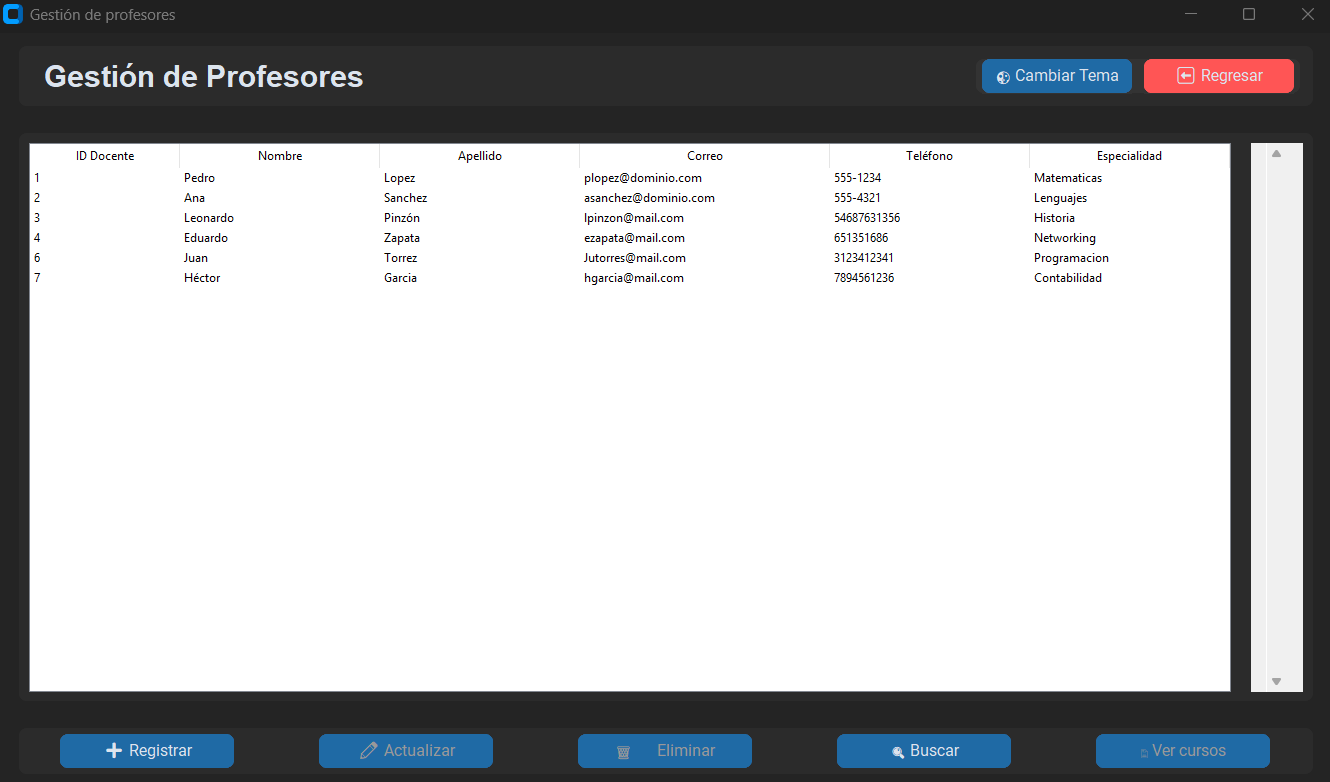 Gestión de profesores
Gestión de Profesores
Cambiar Tema
Regresar
ID Docente Nombre Apellido Correo Teléfono Especialidad
1 Pedro Lopez plopez@dominio.com 555-1234 Matematicas
2 Ana Sanchez asanchez@dominio.com 555-4321 Lenguajes
3 Leonardo Pinzón lpinzon@mail.com 54687631356 Historia
4 Eduardo Zapata ezapata@mail.com 651351686 Networking
6 Juan Torrez Jutorres@mail.com 3123412341 Programacion
7 Héctor Garcia hgarcia@mail.com 7894561236 Contabilidad
Registrar Actualizar Eliminar Buscar Ver cursos